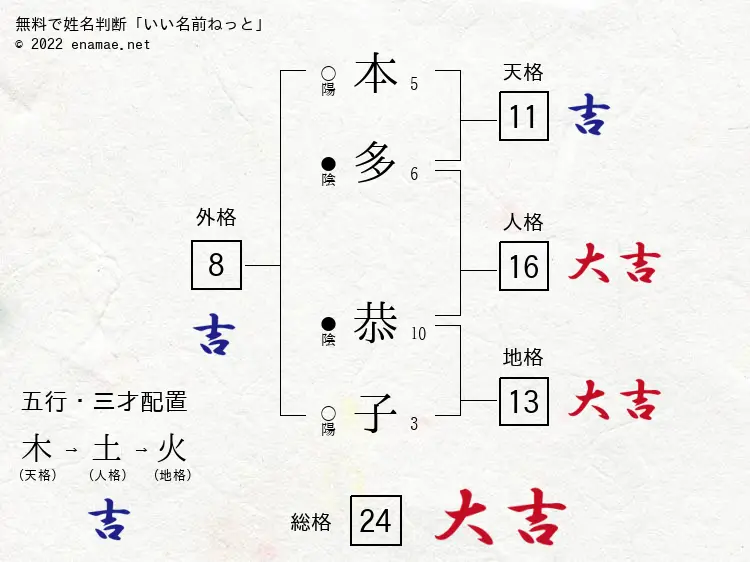 無料で姓名判断「いい名前ねっと」
© 2022 enamae.net
○ 陽 本 5
● 陰 多 6
● 陰 恭 10
○ 陽 子 3
天格
11 吉
人格
16 大吉
地格
13 大吉
外格
8
吉
五行・三才配置
木 → 土 → 火
(天格) (人格) (地格)
吉
総格 24 大吉